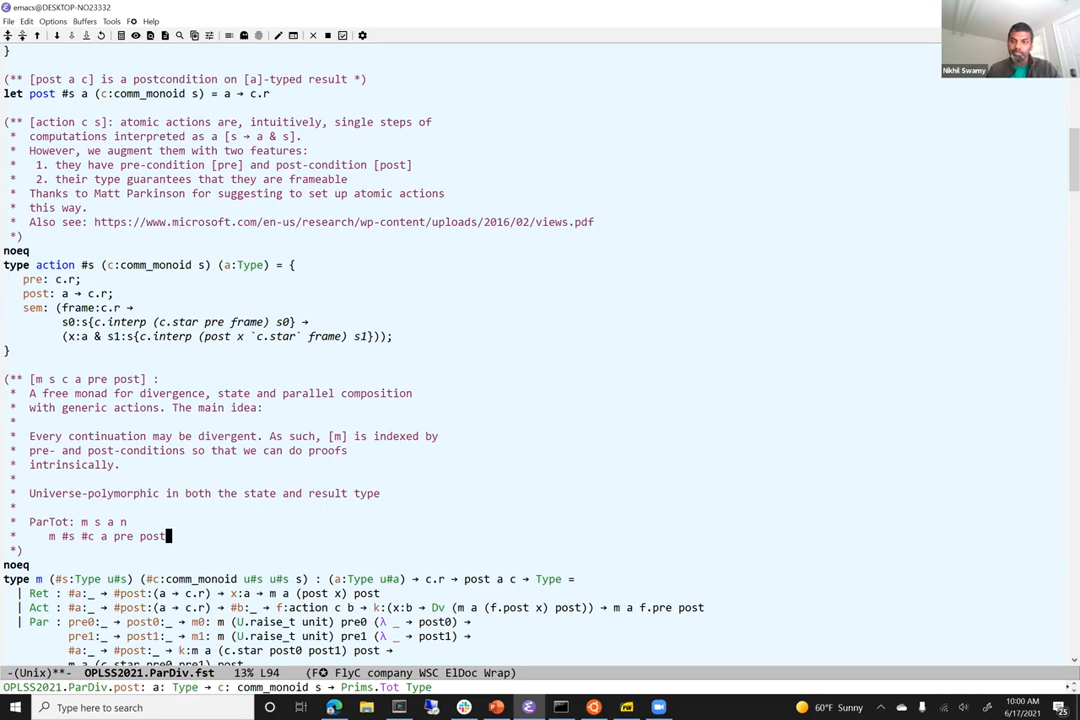 emacs@DESKTOP-NO23332
File Edit Options Buffers Tools F✪ Help
}
(** [post a c] is a postcondition on [a]-typed result *)
let post #s a (c:comm_monoid s) = a → c.r
(** [action c s]: atomic actions are, intuitively, single steps of
 *  computations interpreted as a [s → a & s].
 *  However, we augment them with two features:
 *   1. they have pre-condition [pre] and post-condition [post]
 *   2. their type guarantees that they are frameable
 *  Thanks to Matt Parkinson for suggesting to set up atomic actions
 *  this way.
 *  Also see: https://www.microsoft.com/en-us/research/wp-content/uploads/2016/02/views.pdf
 *)
noeq
type action #s (c:comm_monoid s) (a:Type) = {
   pre: c.r;
   post: a → c.r;
   sem: (frame:c.r →
         s0:s{c.interp (c.star pre frame) s0} →
         (x:a & s1:s{c.interp (post x `c.star` frame) s1}));
}
(** [m s c a pre post] :
 *  A free monad for divergence, state and parallel composition
 *  with generic actions. The main idea:
 *
 *  Every continuation may be divergent. As such, [m] is indexed by
 *  pre- and post-conditions so that we can do proofs
 *  intrinsically.
 *
 *  Universe-polymorphic in both the state and result type
 *
 *  ParTot: m s a n
 *     m #s #c a pre post
 *)
noeq
type m (#s:Type u#s) (#c:comm_monoid u#s u#s s) : (a:Type u#a) → c.r → post a c → Type =
  | Ret : #a:_ → #post:(a → c.r) → x:a → m a (post x) post
  | Act : #a:_ → #post:(a → c.r) → #b:_ → f:action c b → k:(x:b → Dv (m a (f.post x) post)) → m a f.pre post
  | Par : pre0:_ → post0:_ → m0: m (U.raise_t unit) pre0 (λ _ → post0) →
          pre1:_ → post1:_ → m1: m (U.raise_t unit) pre1 (λ _ → post1) →
          #a:_ → #post:_ → k:m a (c.star post0 post1) post →
          m a (c.star pre0 pre1) post
-(Unix)**-  OPLSS2021.ParDiv.fst  13% L94  (F✪ FlyC company WSC ElDoc Wrap)
OPLSS2021.ParDiv.post: a: Type → c: comm_monoid s → Prims.Tot Type
Nikhil Swamy
Type here to search
60°F Sunny
10:00 AM
6/17/2021
25